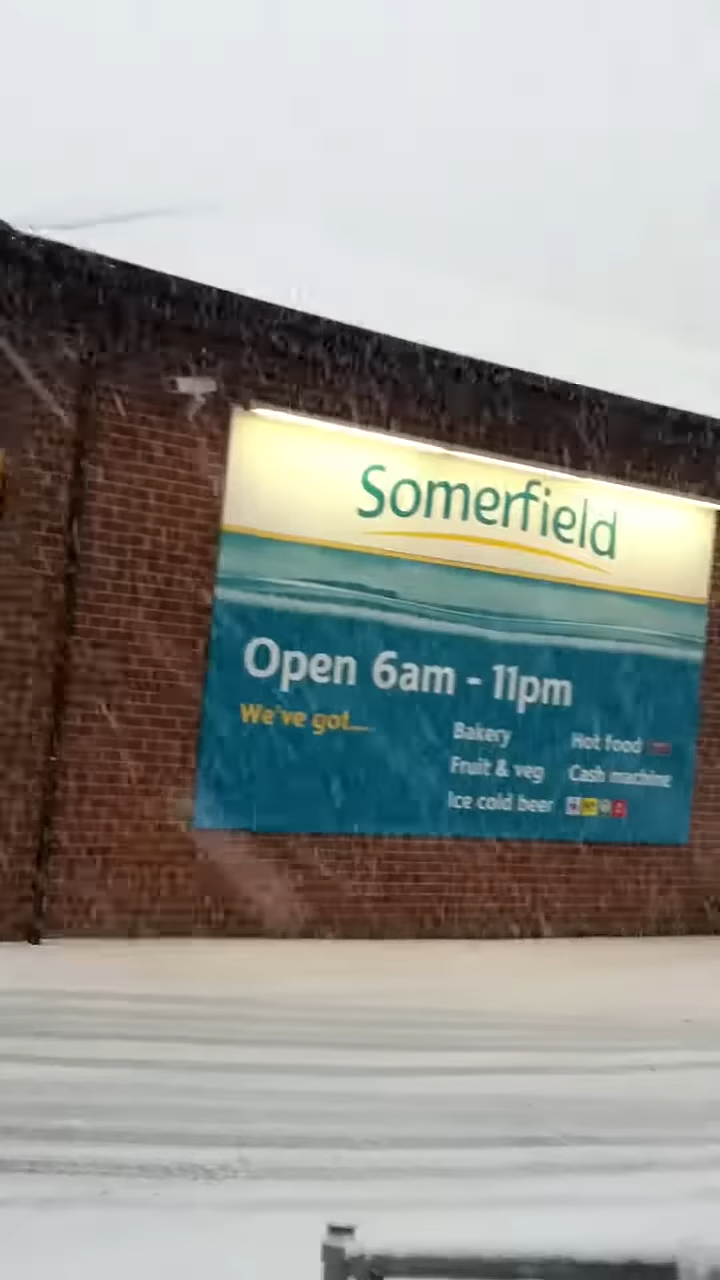 Somerfield
Open 6am - 11pm
We've got....
Bakery
Fruit & veg
Ice cold beer
Hot food
Cash machine